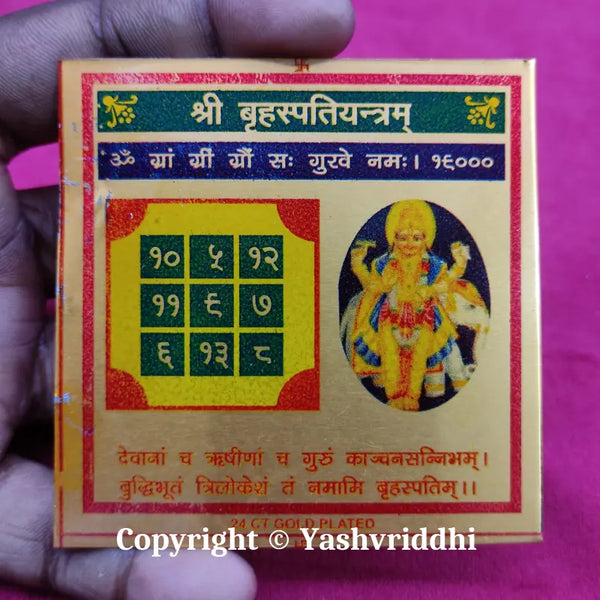 श्री बृहस्पतियन्त्रम्
ॐ ग्रां ग्रीं ग्रौं सः गुरवे नमः। १९०००
१० ५ १२
११ ९ ७
६ १३ ८
देवानां च ऋषीणां च गुरुं काञ्चनसन्निभम्।
बुद्धिभूतं त्रिलोकेशं तं नमामि बृहस्पतिम्।।
24 CT GOLD PLATED
Copyright © Yashvriddhi